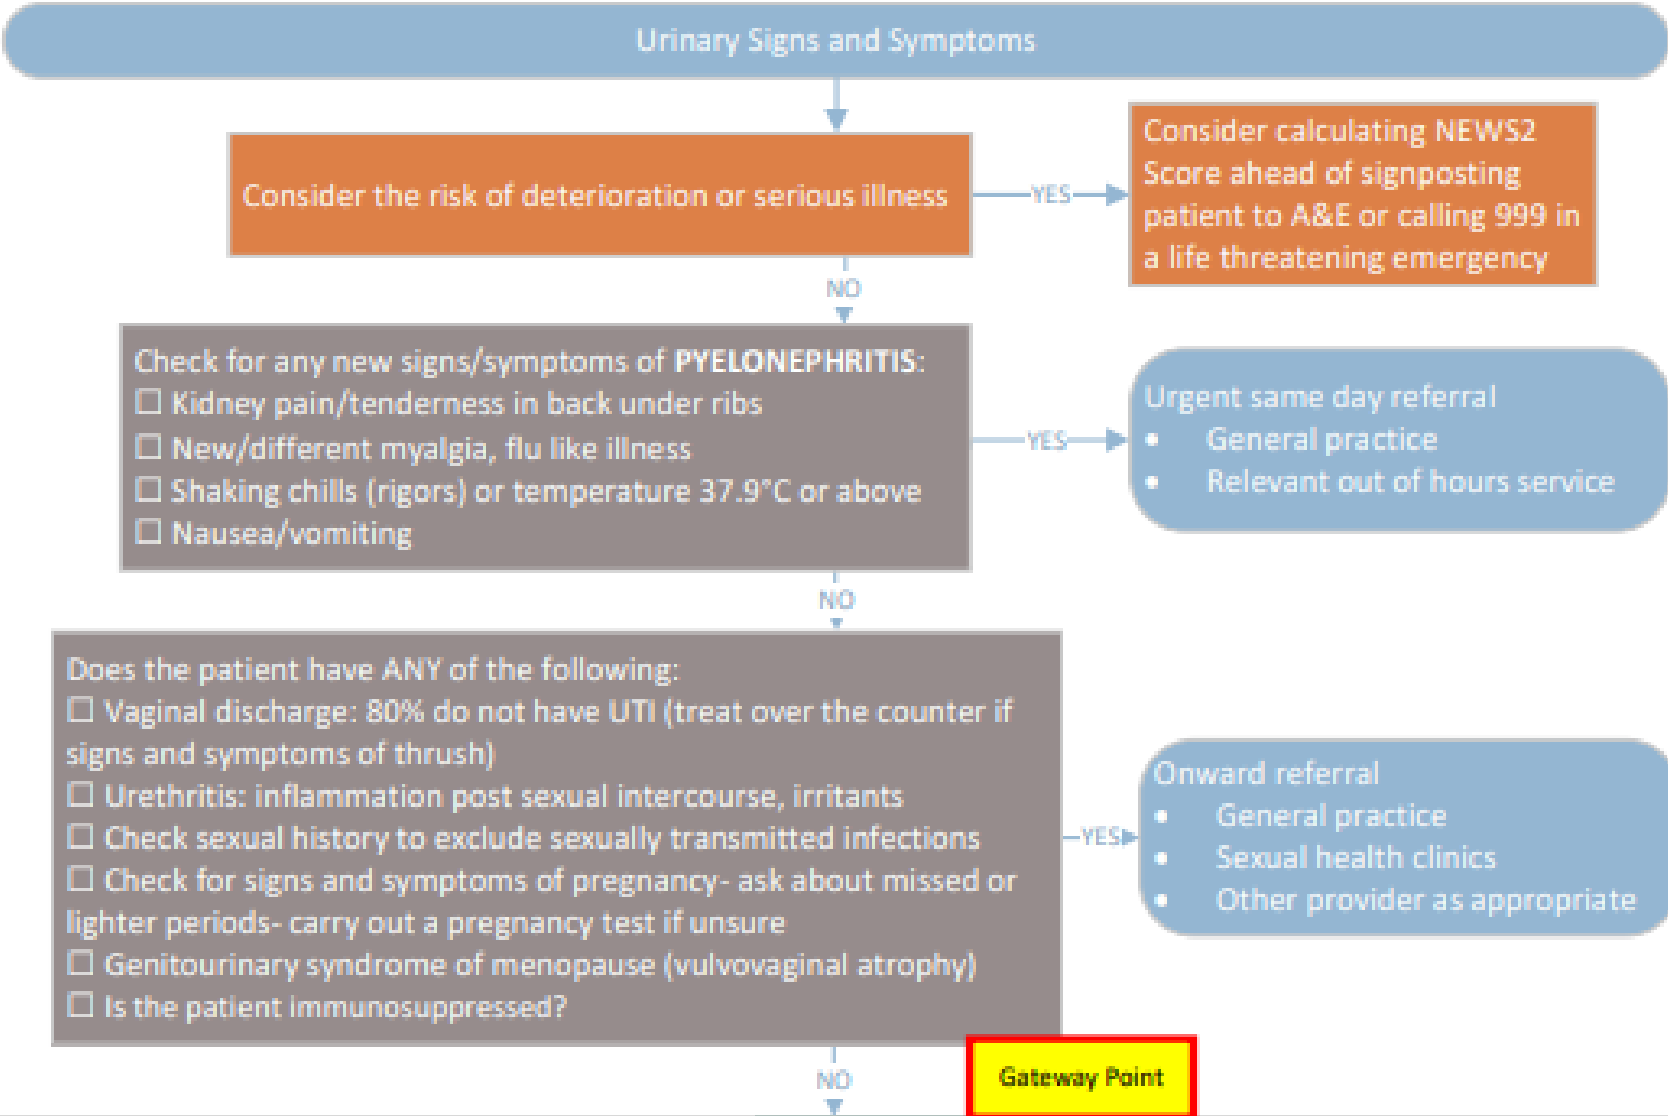 Urinary Signs and Symptoms
Consider the risk of deterioration or serious illness
YES
Consider calculating NEWS2
Score ahead of signposting
patient to A&E or calling 999 in
a life threatening emergency
NO
Check for any new signs/symptoms of PYELONEPHRITIS:
☐ Kidney pain/tenderness in back under ribs
☐ New/different myalgia, flu like illness
☐ Shaking chills (rigors) or temperature 37.9°C or above
☐ Nausea/vomiting
YES
Urgent same day referral
• General practice
• Relevant out of hours service
NO
Does the patient have ANY of the following:
☐ Vaginal discharge: 80% do not have UTI (treat over the counter if
signs and symptoms of thrush)
☐ Urethritis: inflammation post sexual intercourse, irritants
☐ Check sexual history to exclude sexually transmitted infections
☐ Check for signs and symptoms of pregnancy- ask about missed or
lighter periods- carry out a pregnancy test if unsure
☐ Genitourinary syndrome of menopause (vulvovaginal atrophy)
☐ Is the patient immunosuppressed?
YES
Onward referral
• General practice
• Sexual health clinics
• Other provider as appropriate
NO
Gateway Point